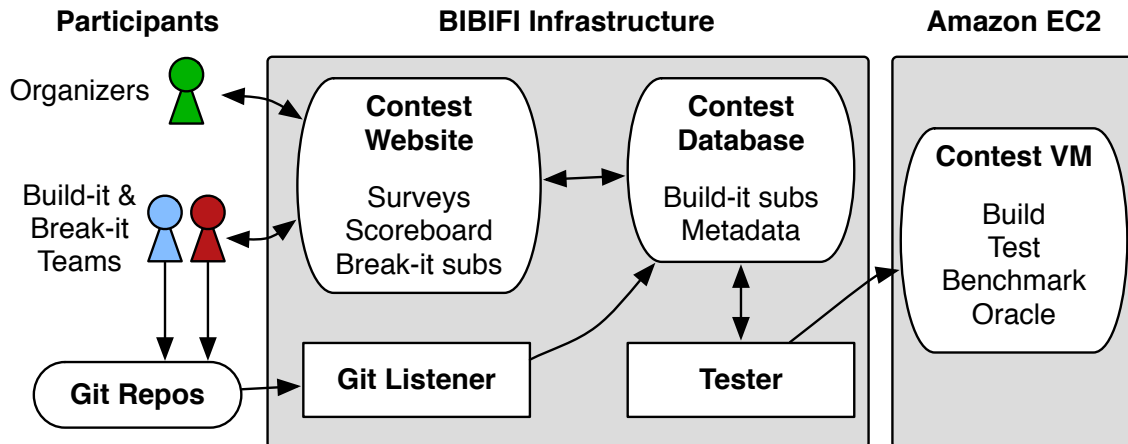 Participants
BIBIFI Infrastructure
Amazon EC2
Organizers
Build-it &
Break-it
Teams
Git Repos
Contest
Website
Surveys
Scoreboard
Break-it subs
Contest
Database
Build-it subs
Metadata
Git Listener
Tester
Contest VM
Build
Test
Benchmark
Oracle